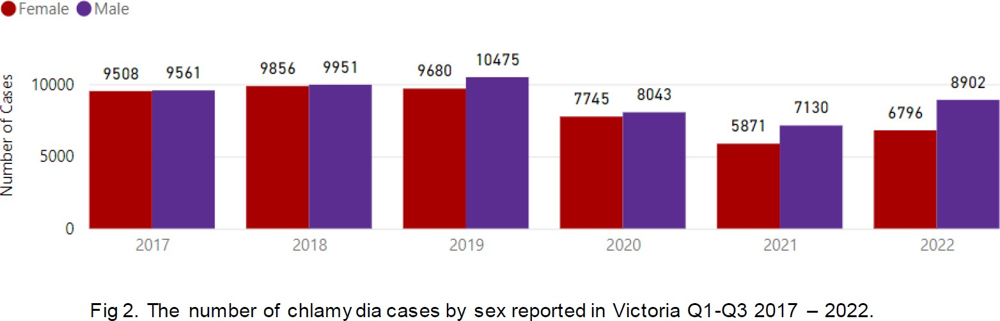 Female Male
Number of Cases
10000
5000
0
9508 9561 9856 9951 9680 10475 7745 8043 5871 7130 6796 8902
2017 2018 2019 2020 2021 2022
Fig 2. The number of chlamydia cases by sex reported in Victoria Q1-Q3 2017 – 2022.